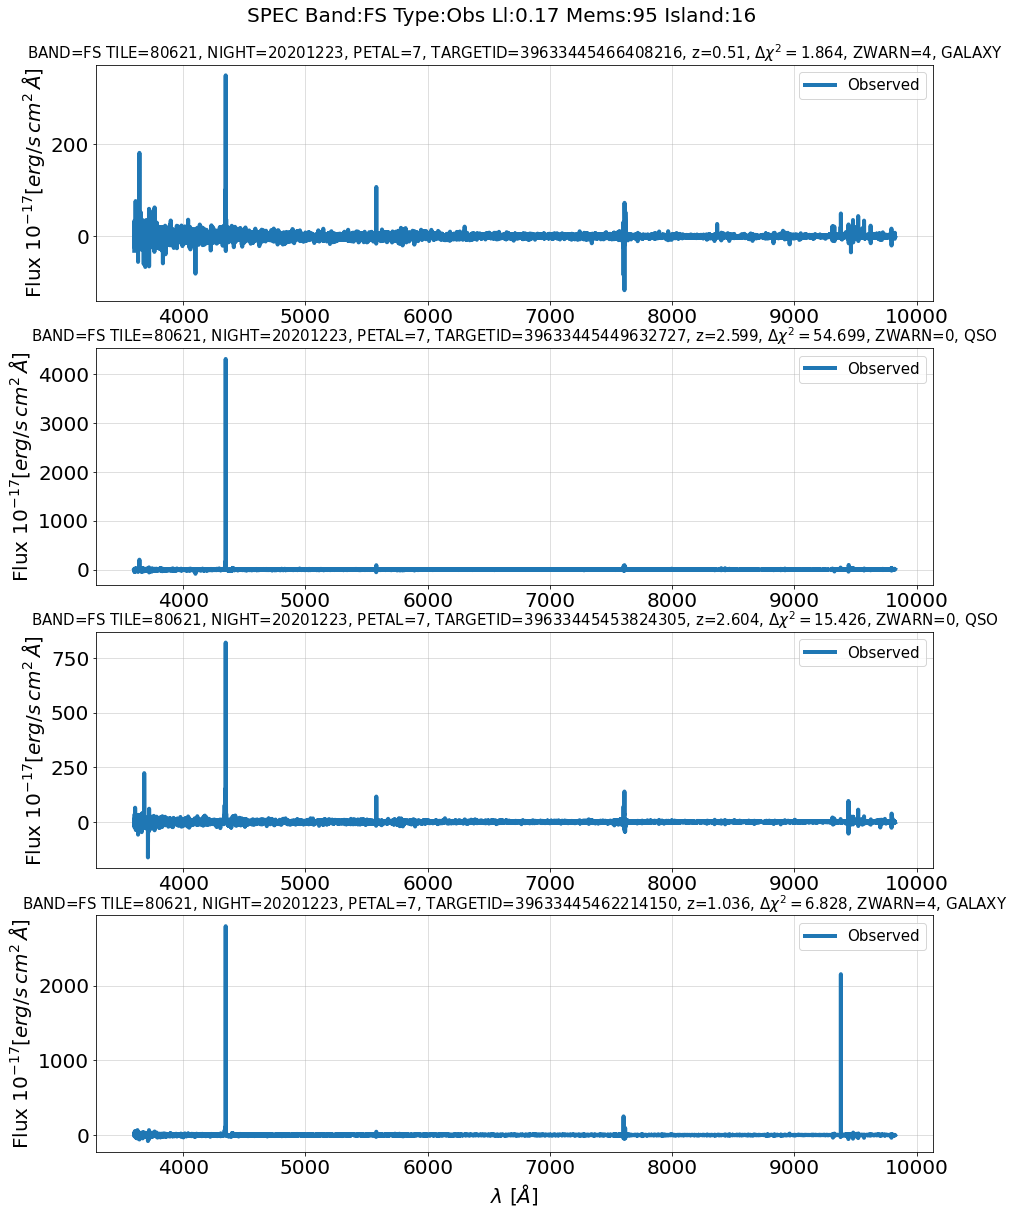 SPEC Band:FS Type:Obs Ll:0.17 Mems:95 Island:16
BAND=FS TILE=80621, NIGHT=20201223, PETAL=7, TARGETID=39633445466408216, z=0.51, Δχ² = 1.864, ZWARN=4, GALAXY
Flux 10⁻¹⁷[erg/s cm² Å]
200
0
Observed
4000 5000 6000 7000 8000 9000 10000
BAND=FS TILE=80621, NIGHT=20201223, PETAL=7, TARGETID=39633445449632727, z=2.599, Δχ² = 54.699, ZWARN=0, QSO
Flux 10⁻¹⁷[erg/s cm² Å]
4000
3000
2000
1000
0
Observed
4000 5000 6000 7000 8000 9000 10000
BAND=FS TILE=80621, NIGHT=20201223, PETAL=7, TARGETID=39633445453824305, z=2.604, Δχ² = 15.426, ZWARN=0, QSO
Flux 10⁻¹⁷[erg/s cm² Å]
750
500
250
0
Observed
4000 5000 6000 7000 8000 9000 10000
BAND=FS TILE=80621, NIGHT=20201223, PETAL=7, TARGETID=39633445462214150, z=1.036, Δχ² = 6.828, ZWARN=4, GALAXY
Flux 10⁻¹⁷[erg/s cm² Å]
2000
1000
0
Observed
4000 5000 6000 7000 8000 9000 10000
λ [Å]